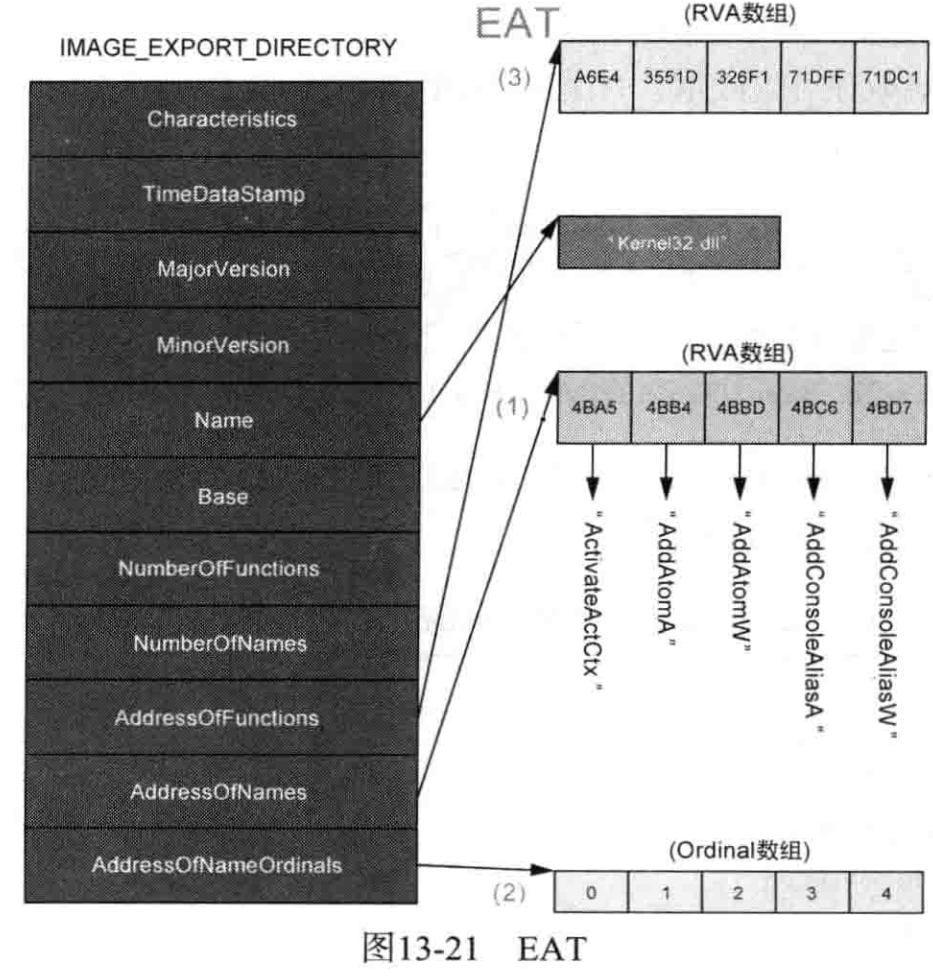 IMAGE_EXPORT_DIRECTORY
Characteristics
TimeDataStamp
MajorVersion
MinorVersion
Name
Base
NumberOfFunctions
NumberOfNames
AddressOfFunctions
AddressOfNames
AddressOfNameOrdinals
EAT
(RVA数组)
(3)
A6E4 3551D 326F1 71DFF 71DC1
"Kernel32 dll"
(RVA数组)
(1)
4BA5 4BB4 4BBD 4BC6 4BD7
"ActivateActCtx"
"AddAtomA"
"AddAtomW"
"AddConsoleAliasA"
"AddConsoleAliasW"
(Ordinal数组)
(2)
0 1 2 3 4
图13-21 EAT